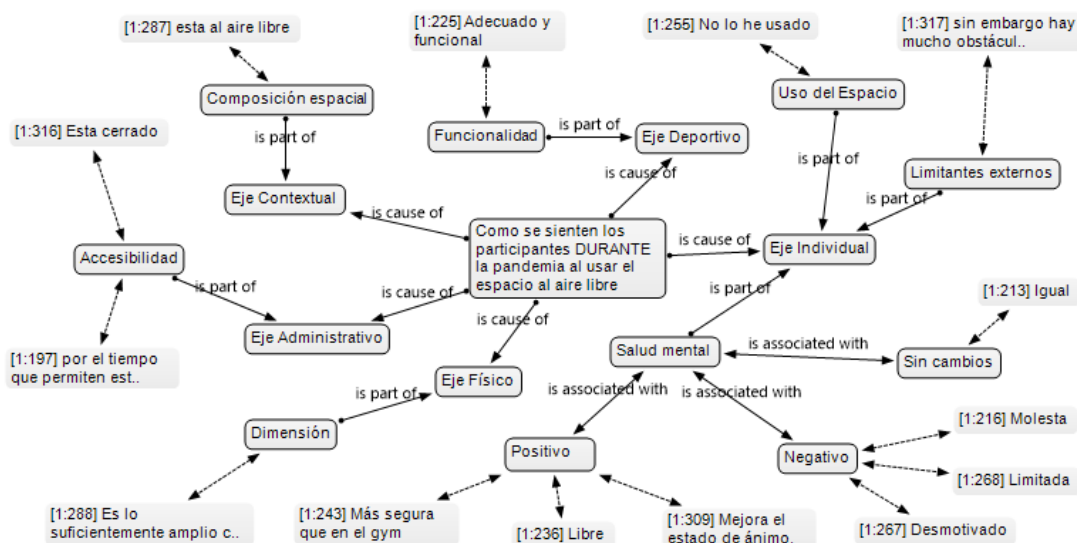 [1:287] esta al aire libre
[1:225] Adecuado y
funcional
[1:255] No lo he usado
[1:317] sin embargo hay
mucho obstácul..
Composición espacial
Uso del Espacio
[1:316] Esta cerrado
is part of
Funcionalidad
is part of
Eje Deportivo
is part of
Limitantes externos
is cause of
is part of
Eje Contextual
is cause of
Como se sienten los
participantes DURANTE
la pandemia al usar el
espacio al aire libre
is cause of
Eje Individual
Accesibilidad
is part of
is cause of
is part of
[1:213] Igual
is cause of
Eje Administrativo
Salud mental
is associated with
Sin cambios
[1:197] por el tiempo
que permiten est..
Eje Físico
is part of
is associated with
is associated with
Dimensión
[1:216] Molesta
Positivo
Negativo
[1:268] Limitada
[1:288] Es lo
suficientemente amplio c..
[1:243] Más segura
que en el gym
[1:236] Libre
[1:309] Mejora el
estado de ánimo.
[1:267] Desmotivado